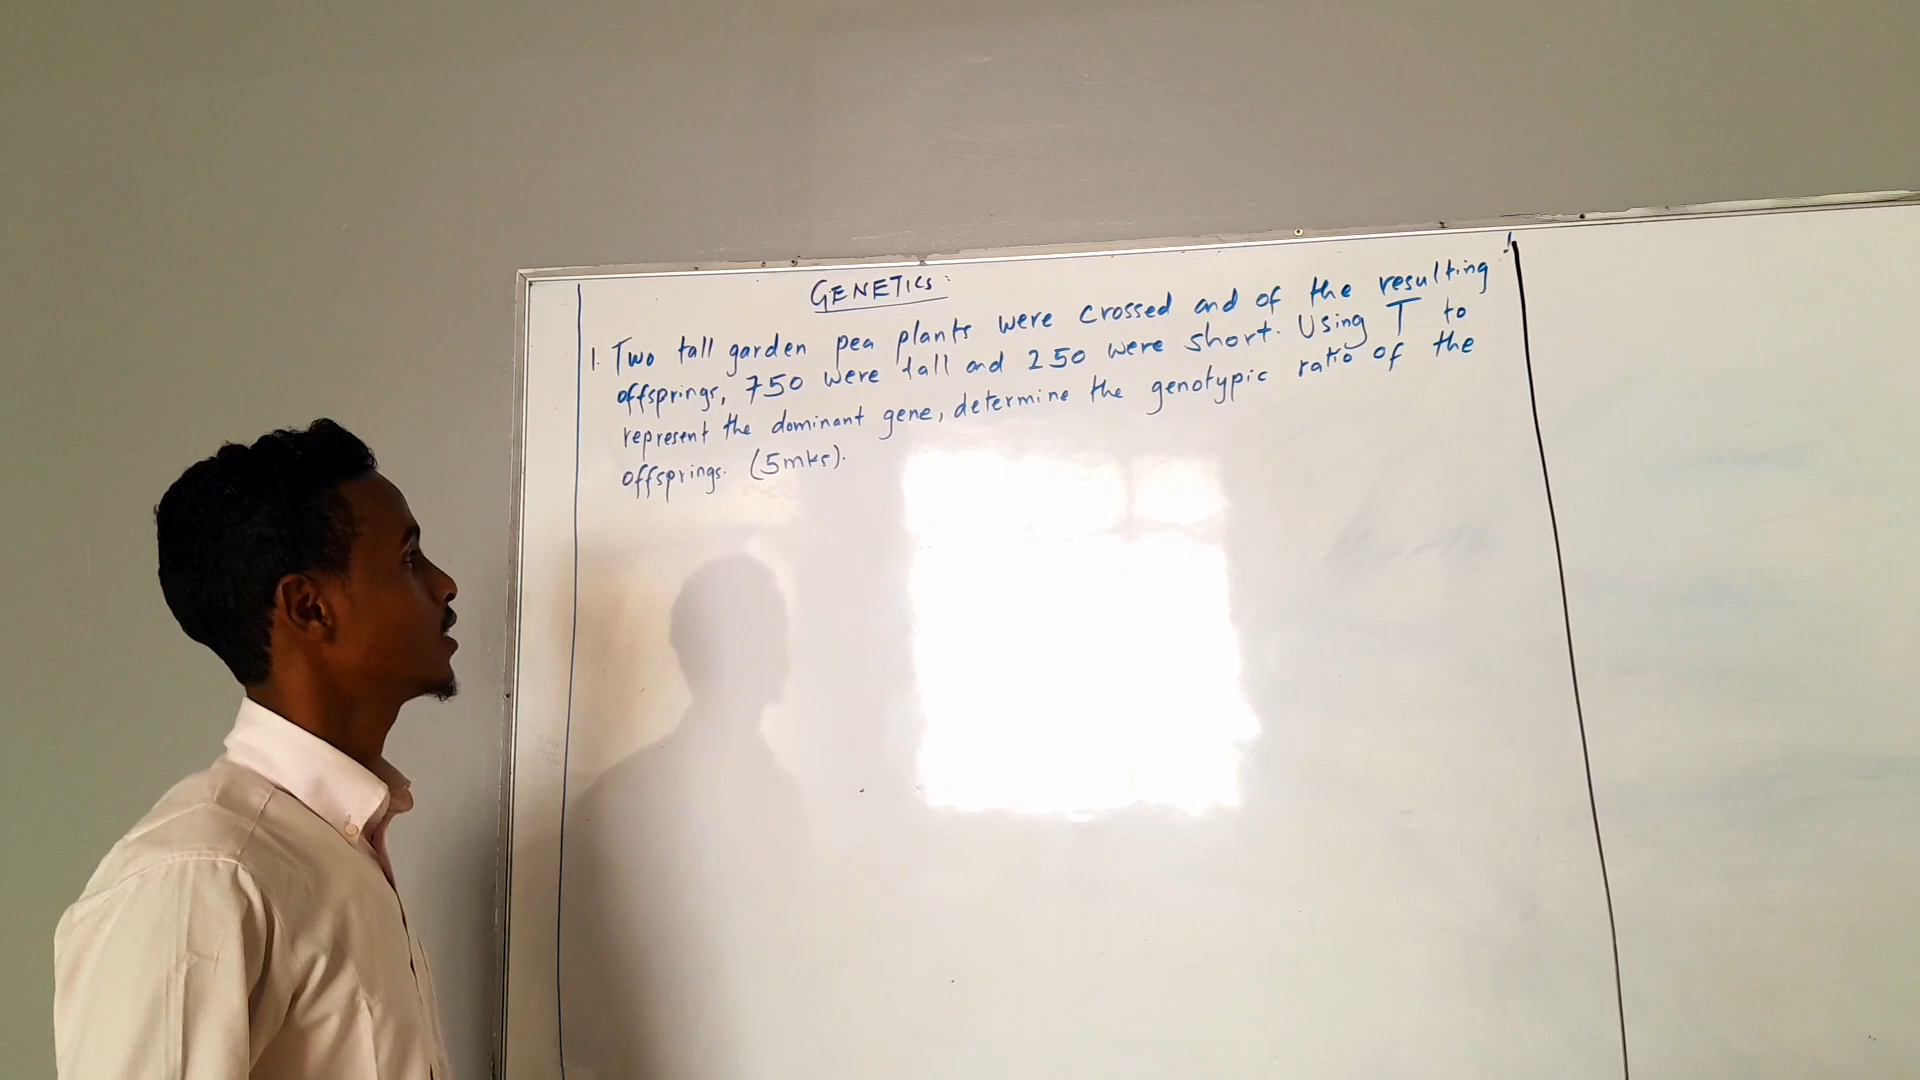 GENETICS:
1. Two tall garden pea plants were crossed and of the resulting
offsprings, 750 were tall and 250 were short. Using T to
represent the dominant gene, determine the genotypic ratio of the
offsprings. (5mks).